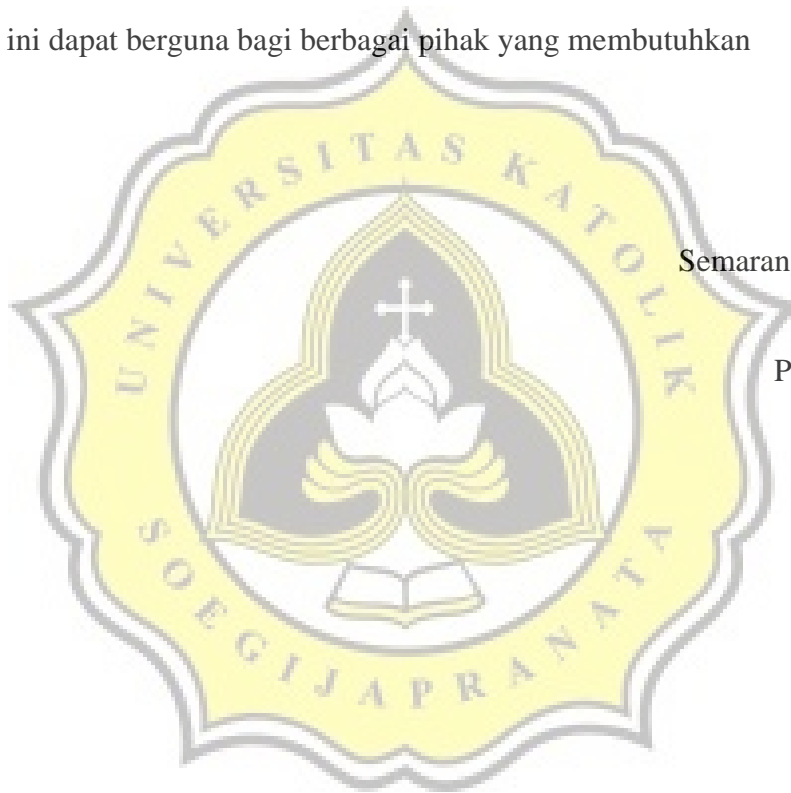 ini dapat berguna bagi berbagai pihak yang membutuhkan
UNIVERSITAS KATOLIK
Semaran
P
SOEGIJAPRANATA